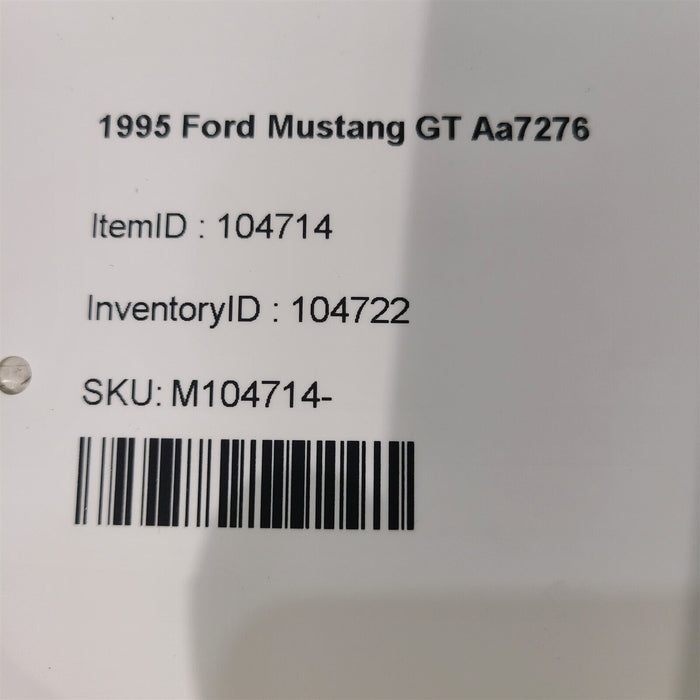 1995 Ford Mustang GT Aa7276
ItemID : 104714
InventoryID : 104722
SKU: M104714-